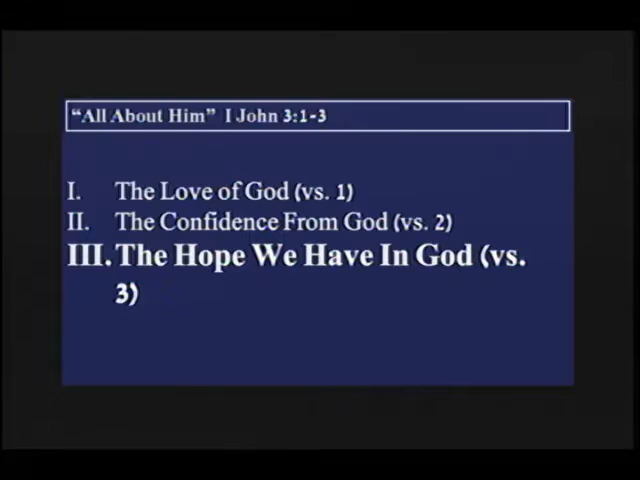 “All About Him” I John 3:1-3
I. The Love of God (vs. 1)
II. The Confidence From God (vs. 2)
III. The Hope We Have In God (vs.
3)